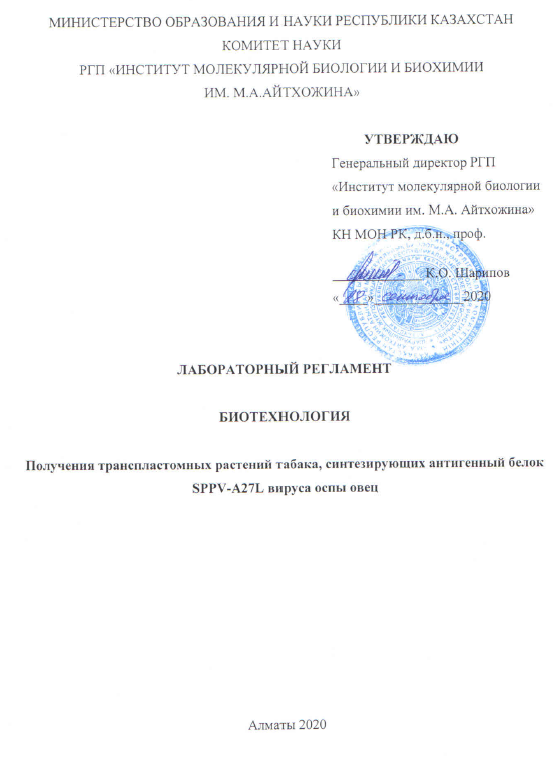 МИНИСТЕРСТВО ОБРАЗОВАНИЯ И НАУКИ РЕСПУБЛИКИ КАЗАХСТАН
КОМИТЕТ НАУКИ
РГП «ИНСТИТУТ МОЛЕКУЛЯРНОЙ БИОЛОГИИ И БИОХИМИИ
ИМ. М.А.АЙТХОЖИНА»
УТВЕРЖДАЮ
Генеральный директор РГП
«Институт молекулярной биологии
и биохимии им. М.А. Айтхожина»
КН МОН РК, д.б.н., проф.
К.О. Шарипов
« » сентября 2020
ЛАБОРАТОРНЫЙ РЕГЛАМЕНТ
БИОТЕХНОЛОГИЯ
Получения транспластомных растений табака, синтезирующих антигенный белок
SPPV-A27L вируса оспы овец
Алматы 2020